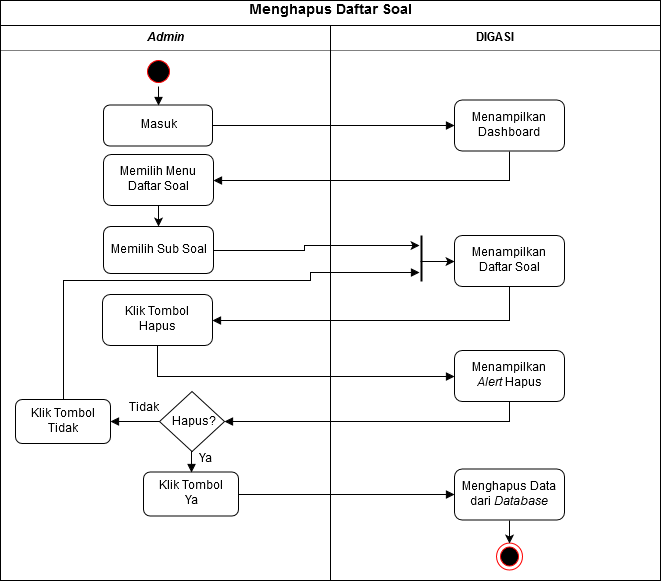 Menghapus Daftar Soal
Admin
DIGASI
Masuk
Menampilkan
Dashboard
Memilih Menu
Daftar Soal
Memilih Sub Soal
Menampilkan
Daftar Soal
Klik Tombol
Hapus
Menampilkan
Alert Hapus
Hapus?
Tidak
Klik Tombol
Tidak
Ya
Klik Tombol
Ya
Menghapus Data
dari Database